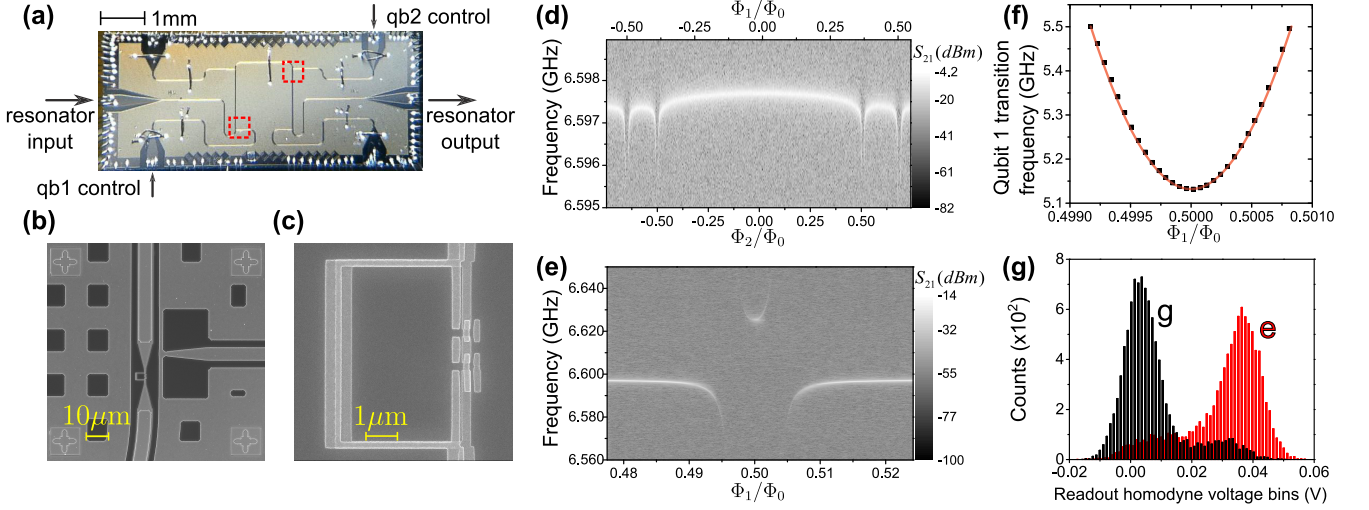 (a)
1mm
qb2 control
resonator
input
resonator
output
qb1 control
(b)
10μm
(c)
1μm
(d)
Φ1/Φ0
-0.50 -0.25 0.00 0.25 0.50
S21(dBm)
-4.2
-20
-41
-61
-82
Frequency (GHz)
6.598
6.597
6.596
6.595
-0.50 -0.25 0.00 0.25 0.50
Φ2/Φ0
(e)
S21(dBm)
-14
-32
-55
-77
-100
Frequency (GHz)
6.640
6.620
6.600
6.580
6.560
0.48 0.49 0.50 0.51 0.52
Φ1/Φ0
(f)
Qubit 1 transition
frequency (GHz)
5.5
5.4
5.3
5.2
5.1
0.4990 0.4995 0.5000 0.5005 0.5010
Φ1/Φ0
(g)
g
e
Counts (x10²)
8
6
4
2
0
-0.02 0.00 0.02 0.04 0.06
Readout homodyne voltage bins (V)